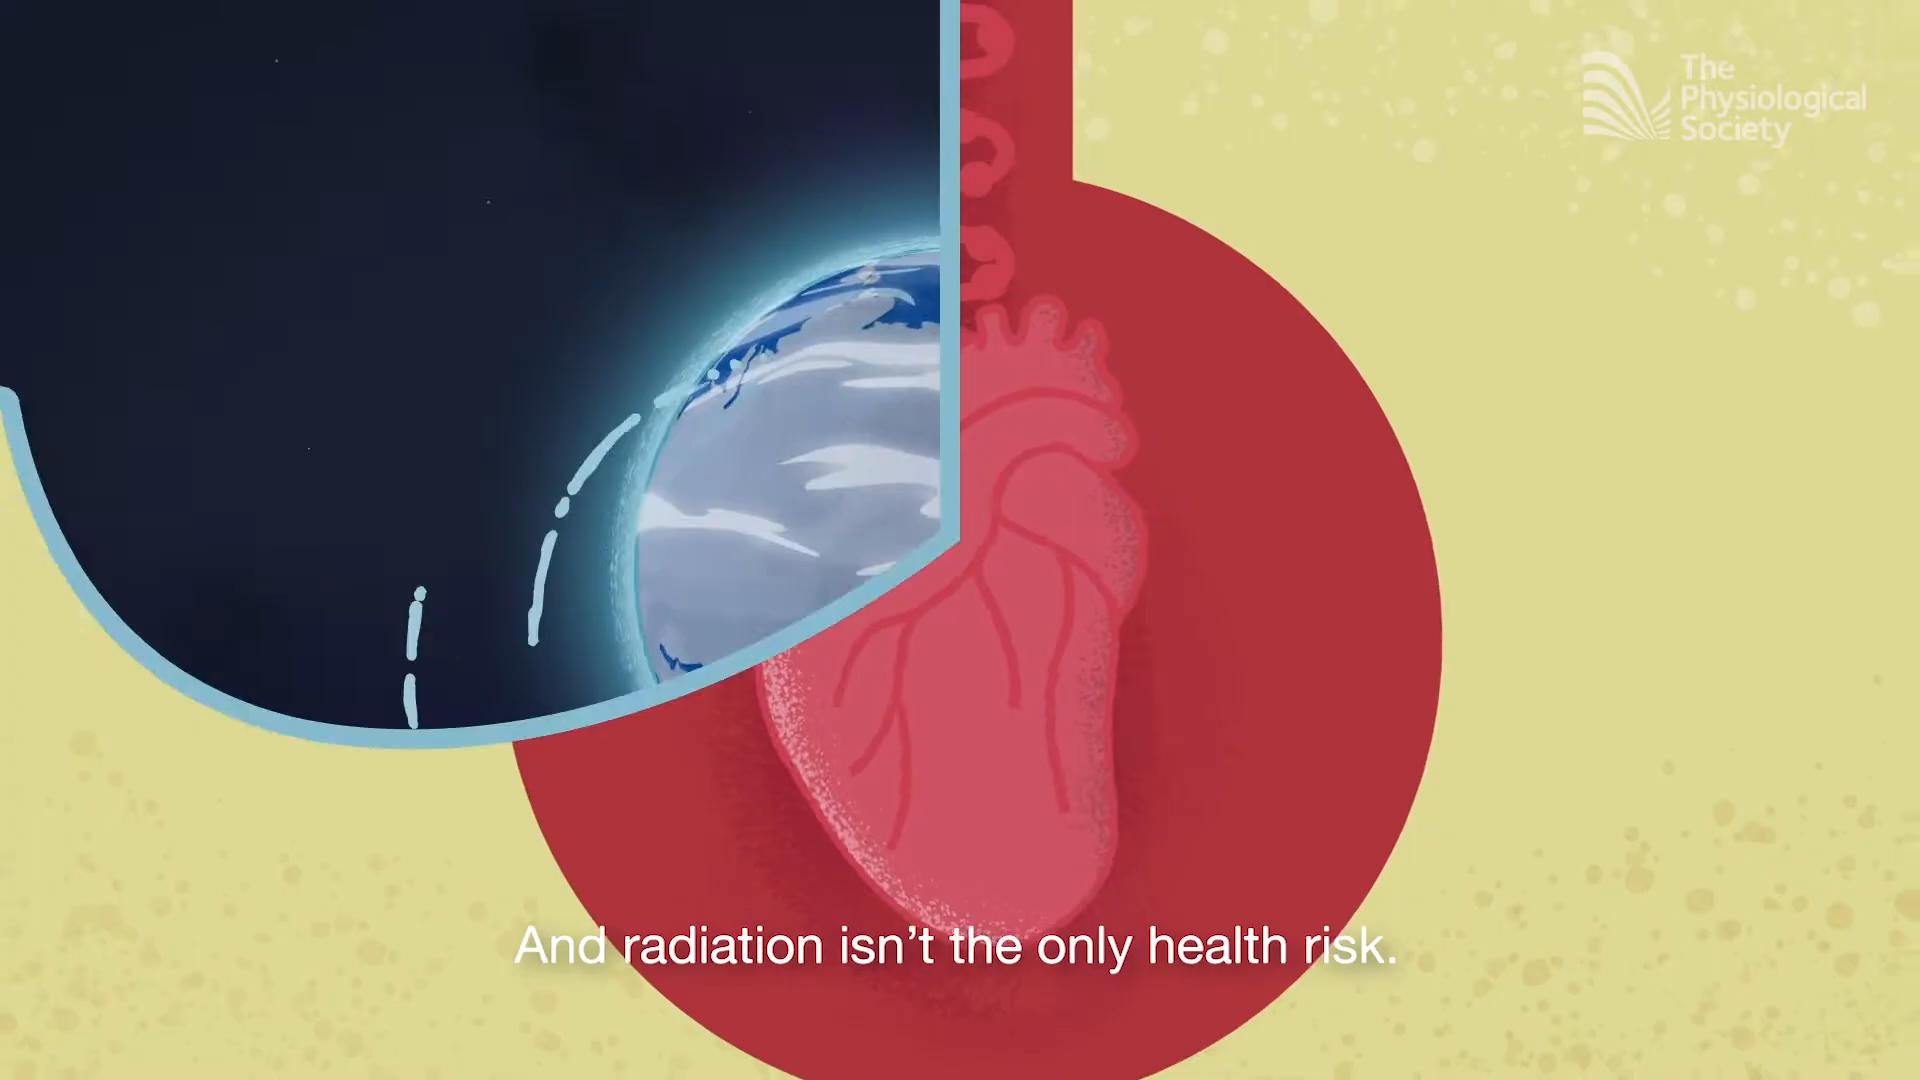 The
Physiological
Society
And radiation isn't the only health risk.